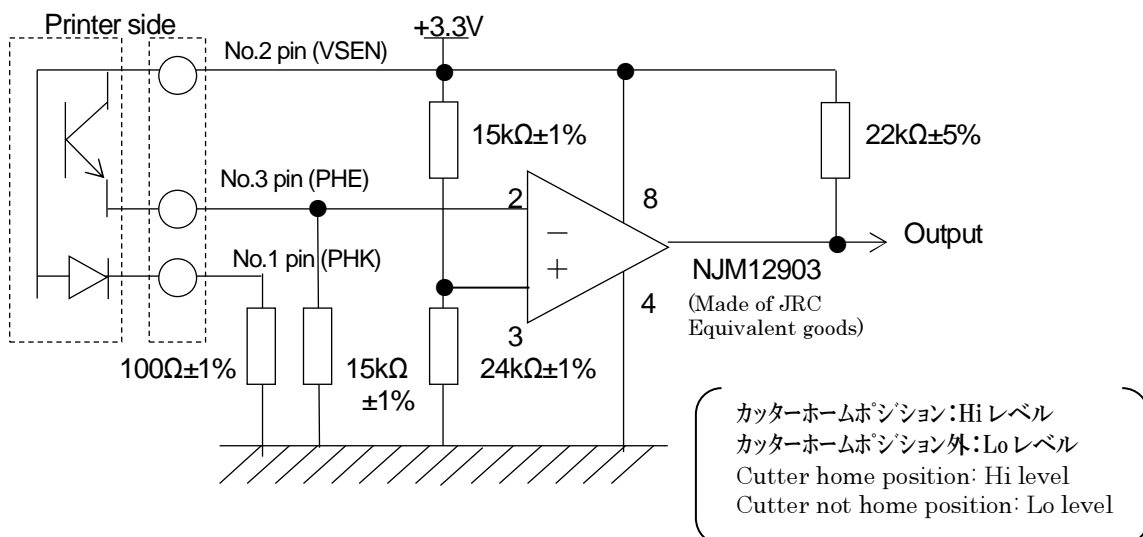 Printer side
+3.3V
No.2 pin (VSEN)
15kΩ±1%
22kΩ±5%
No.3 pin (PHE)
2
8
−
+
Output
No.1 pin (PHK)
NJM12903
3
4
(Made of JRC
Equivalent goods)
100Ω±1%
15kΩ
±1%
24kΩ±1%
カッターホームポジション:Hi レベル
カッターホームポジション外:Lo レベル
Cutter home position: Hi level
Cutter not home position: Lo level